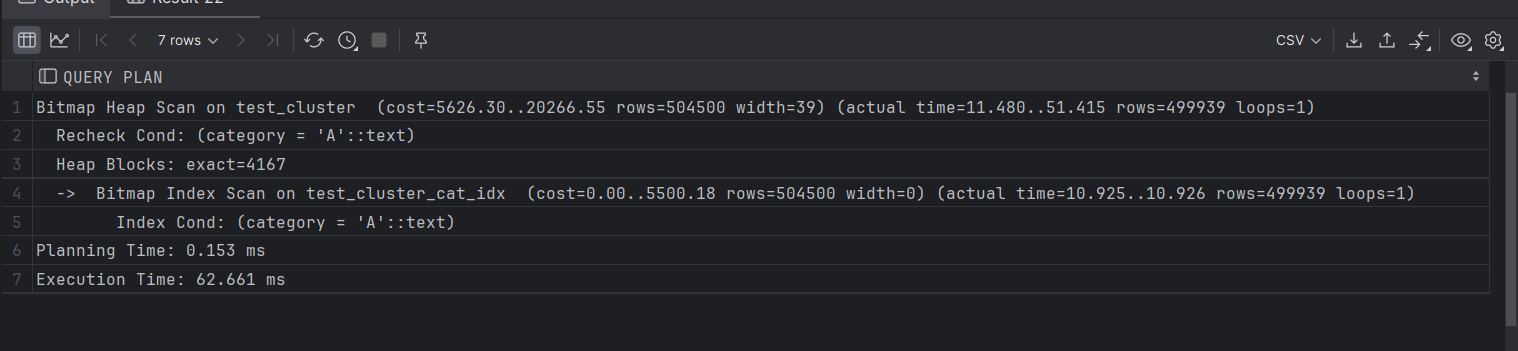 Output Result 22
7 rows CSV
QUERY PLAN
1 Bitmap Heap Scan on test_cluster (cost=5626.30..20266.55 rows=504500 width=39) (actual time=11.480..51.415 rows=499939 loops=1)
2 Recheck Cond: (category = 'A'::text)
3 Heap Blocks: exact=4167
4 -> Bitmap Index Scan on test_cluster_cat_idx (cost=0.00..5500.18 rows=504500 width=0) (actual time=10.925..10.926 rows=499939 loops=1)
5 Index Cond: (category = 'A'::text)
6 Planning Time: 0.153 ms
7 Execution Time: 62.661 ms